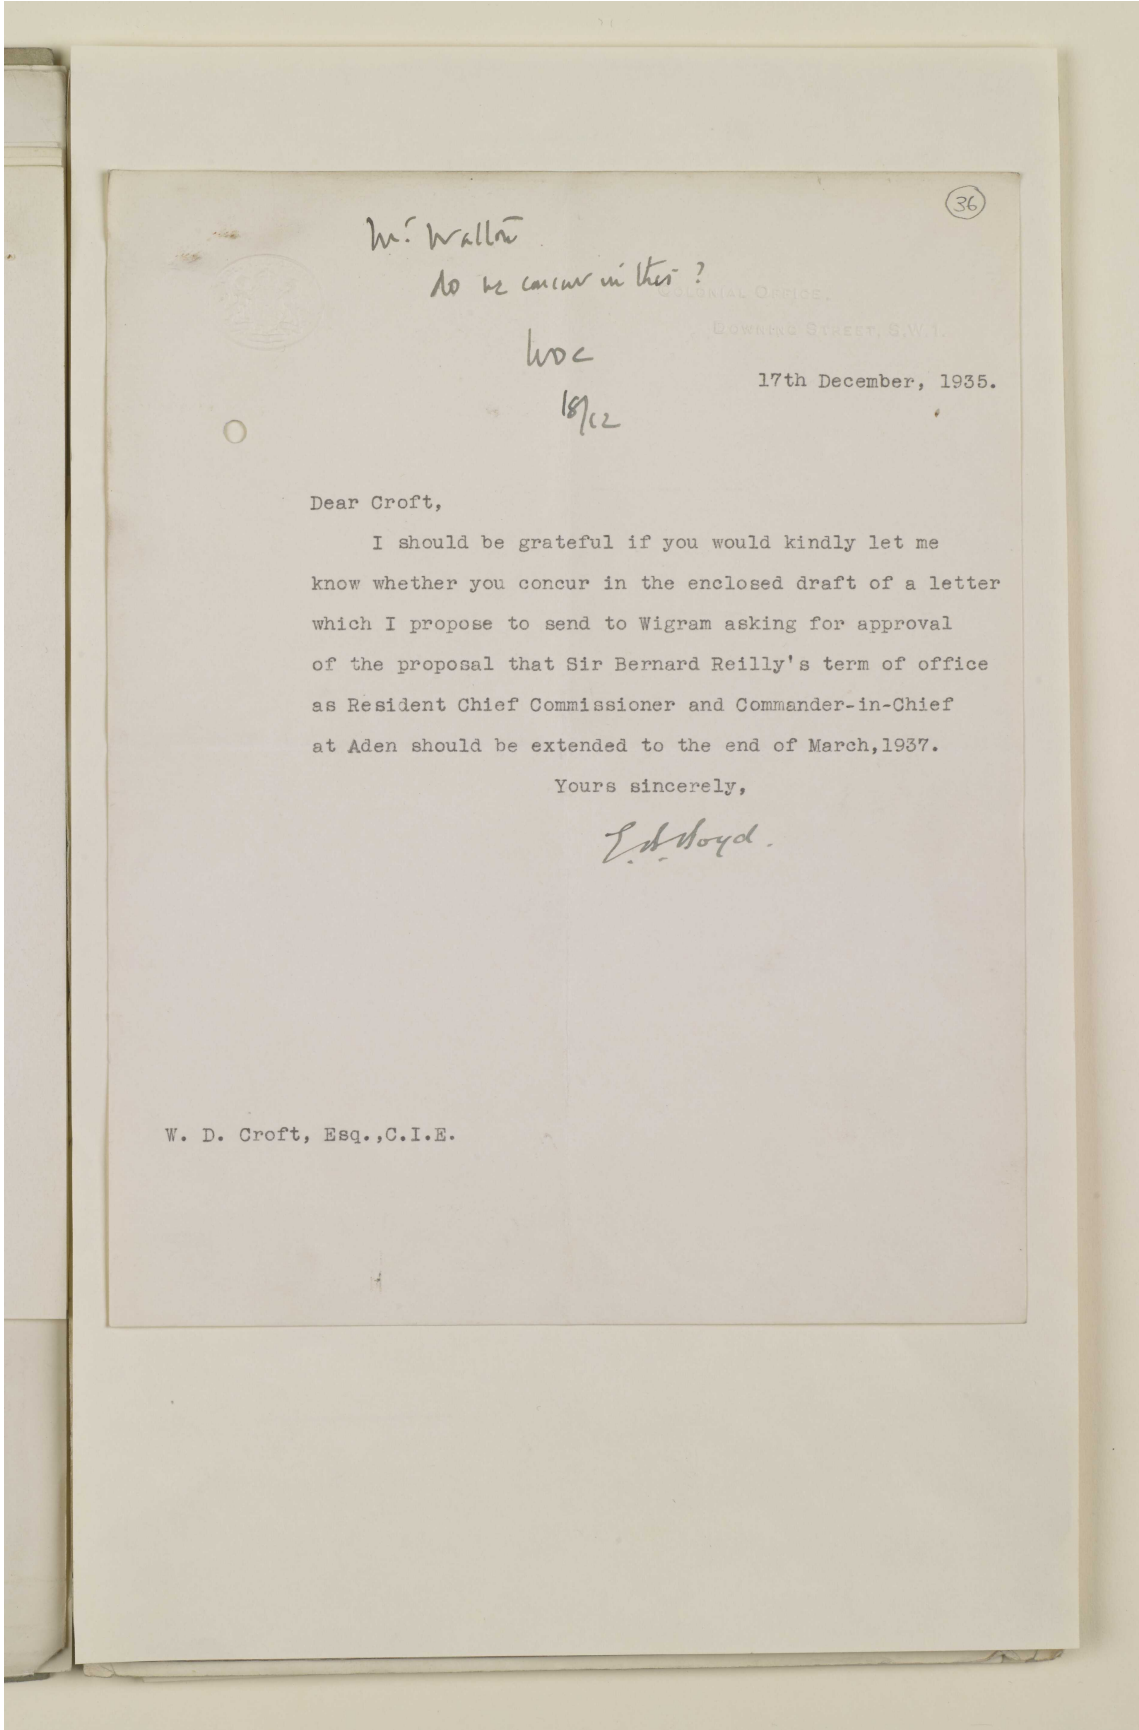 36
Mr. Walton
do we concur in this?
COLONIAL OFFICE.
DOWNING STREET, S.W.1.
WDC
17th December, 1935.
18/12
Dear Croft,
I should be grateful if you would kindly let me
know whether you concur in the enclosed draft of a letter
which I propose to send to Wigram asking for approval
of the proposal that Sir Bernard Reilly's term of office
as Resident Chief Commissioner and Commander-in-Chief
at Aden should be extended to the end of March,1937.
Yours sincerely,
Boyd.
W. D. Croft, Esq.,C.I.E.